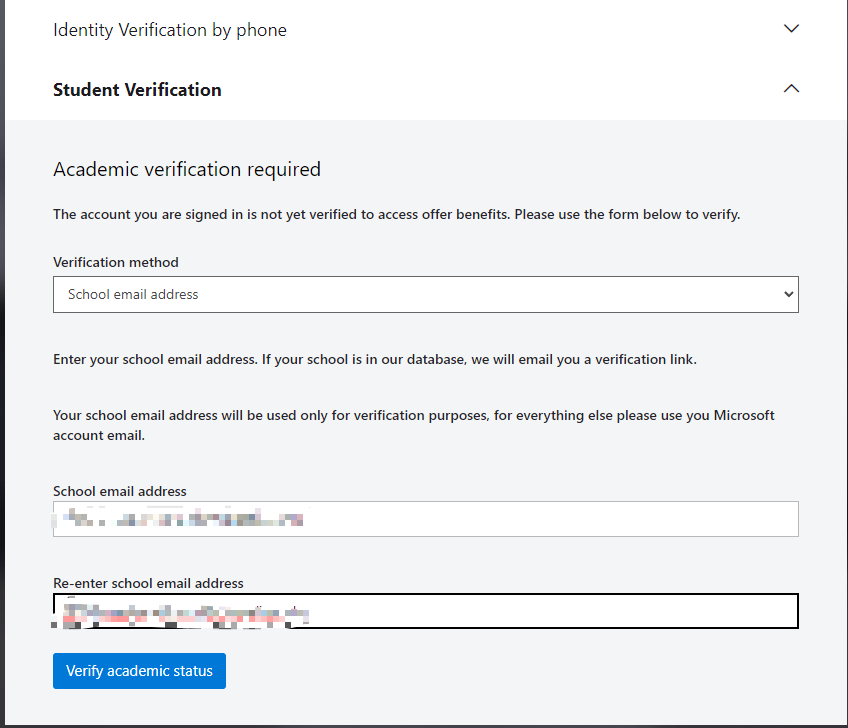 Identity Verification by phone
Student Verification
Academic verification required
The account you are signed in is not yet verified to access offer benefits. Please use the form below to verify.
Verification method
School email address
Enter your school email address. If your school is in our database, we will email you a verification link.
Your school email address will be used only for verification purposes, for everything else please use you Microsoft
account email.
School email address
Re-enter school email address
Verify academic status